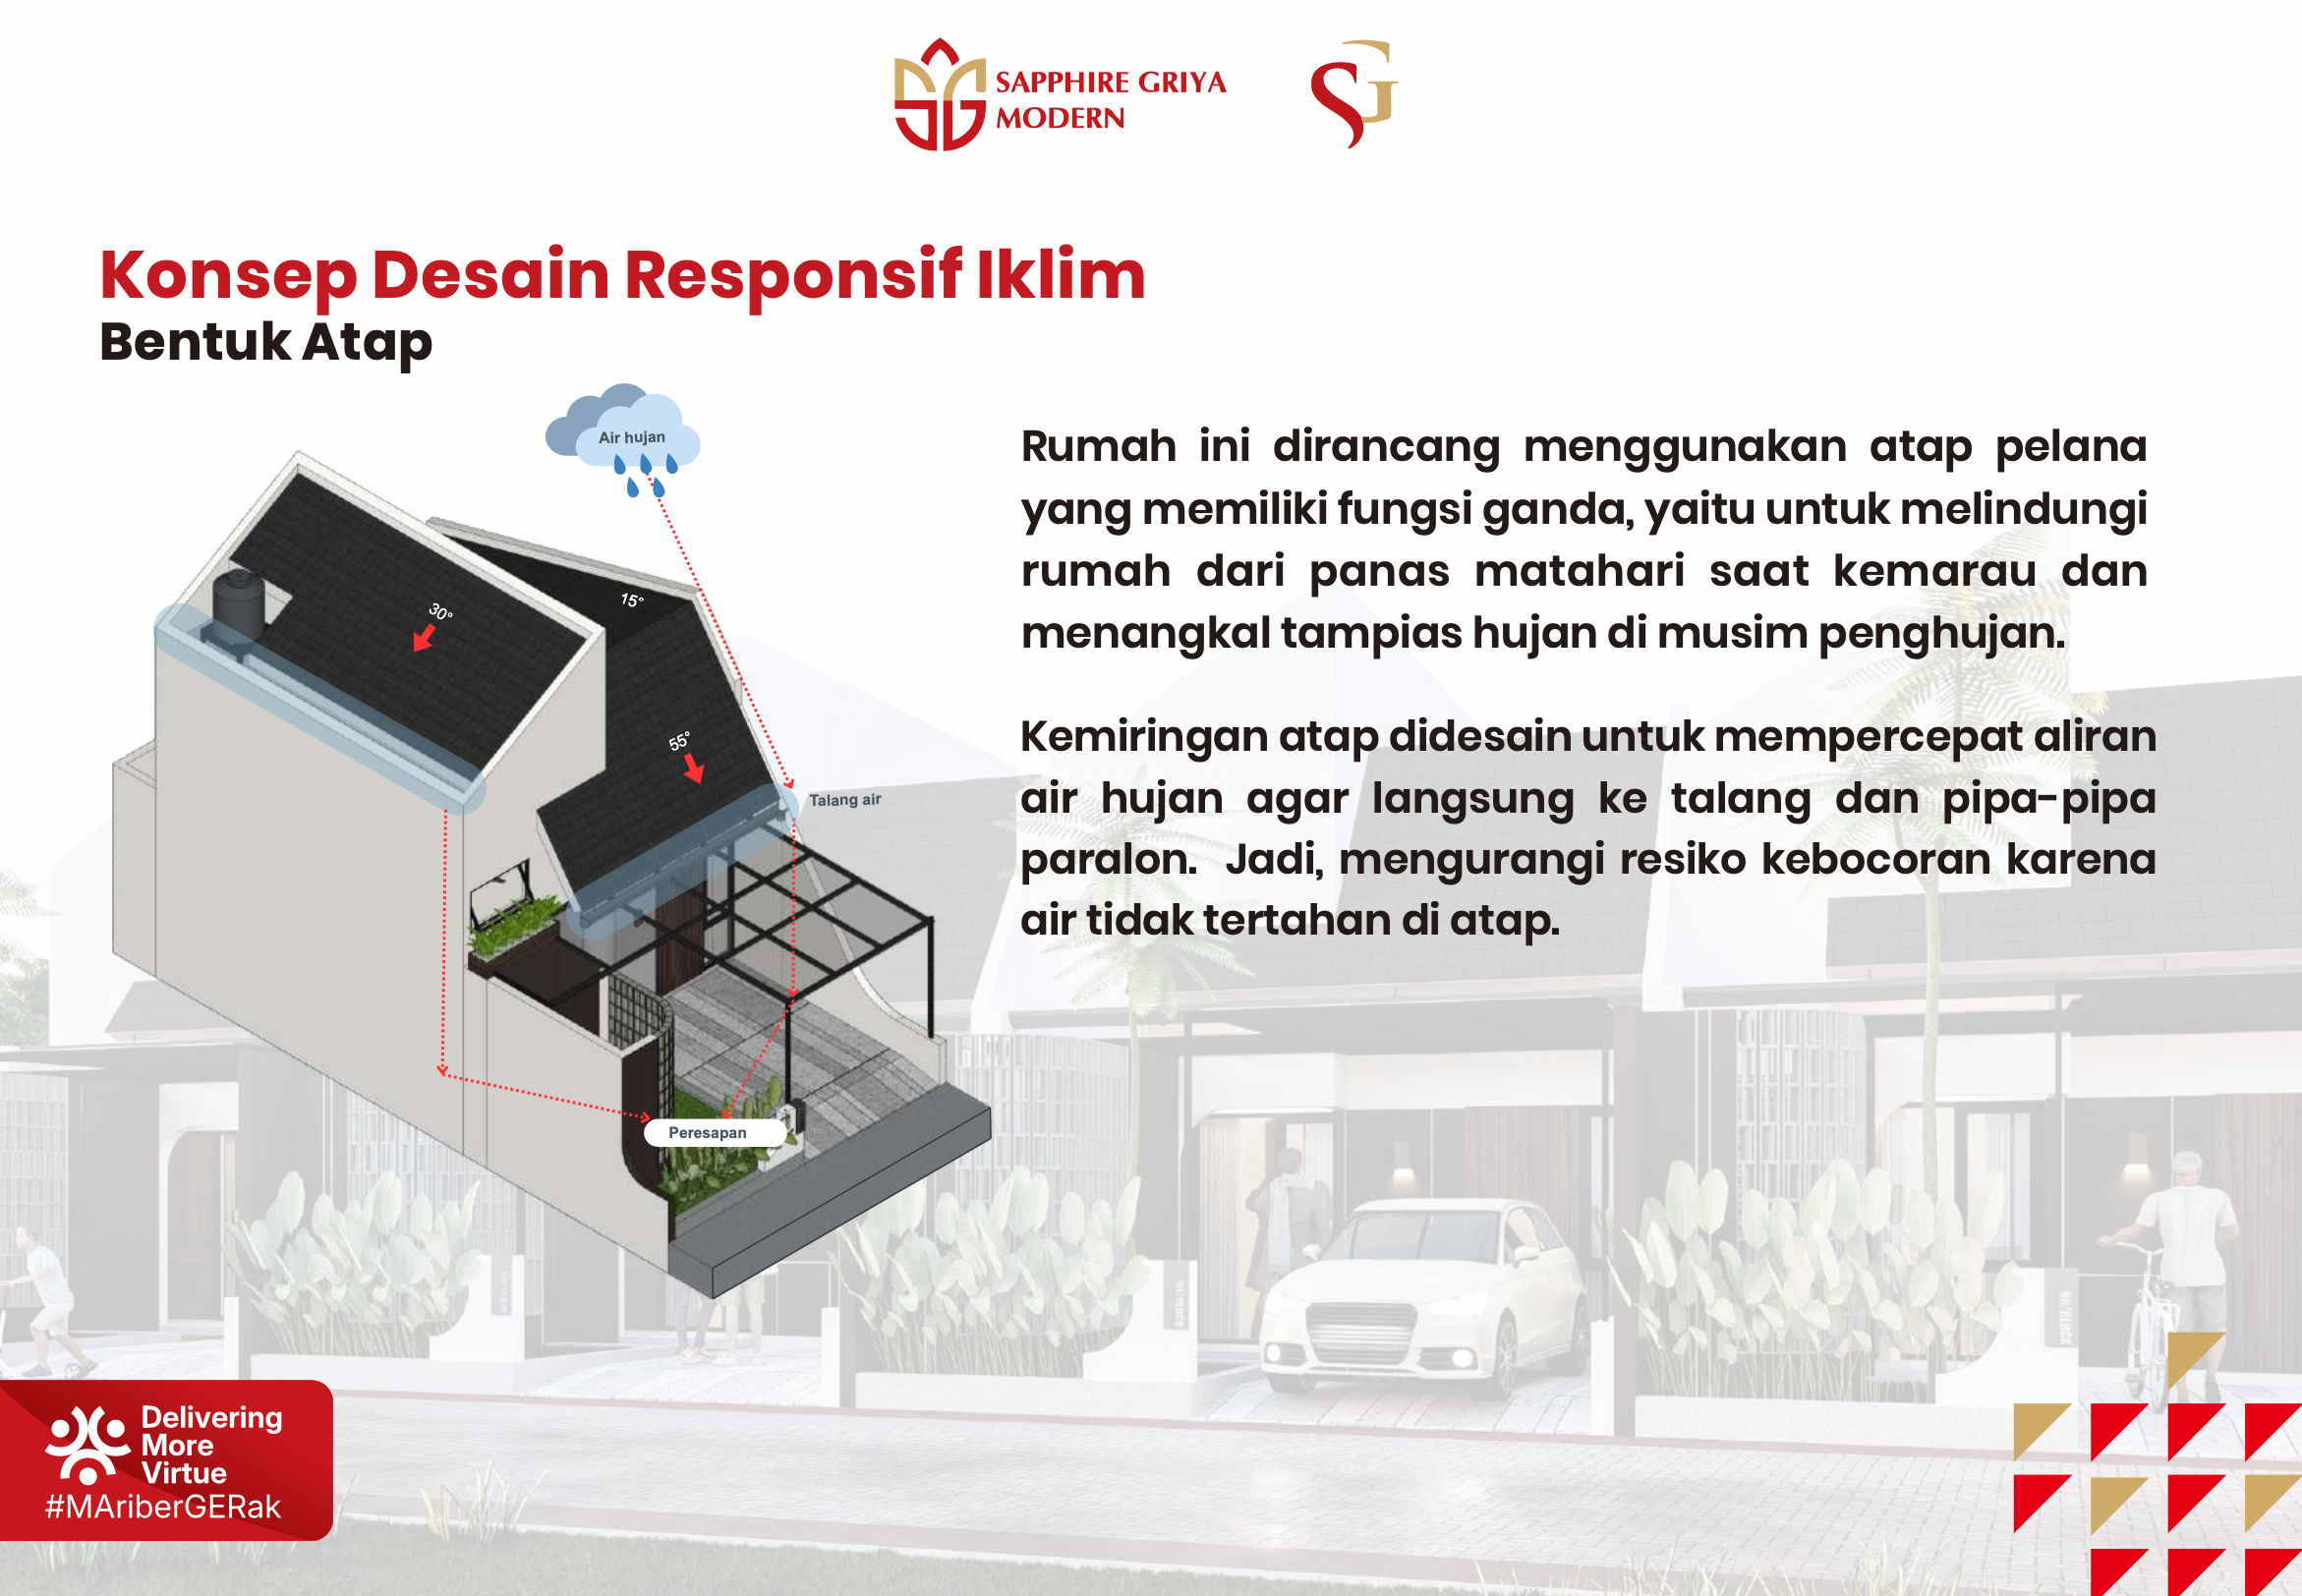 SAPPHIRE GRIYA
MODERN
SG
Konsep Desain Responsif Iklim
Bentuk Atap
Air hujan
30°
15°
55°
Talang air
Peresapan
Rumah ini dirancang menggunakan atap pelana
yang memiliki fungsi ganda, yaitu untuk melindungi
rumah dari panas matahari saat kemarau dan
menangkal tampias hujan di musim penghujan.
Kemiringan atap didesain untuk mempercepat aliran
air hujan agar langsung ke talang dan pipa-pipa
paralon. Jadi, mengurangi resiko kebocoran karena
air tidak tertahan di atap.
Delivering
More
Virtue
#MAriberGERak